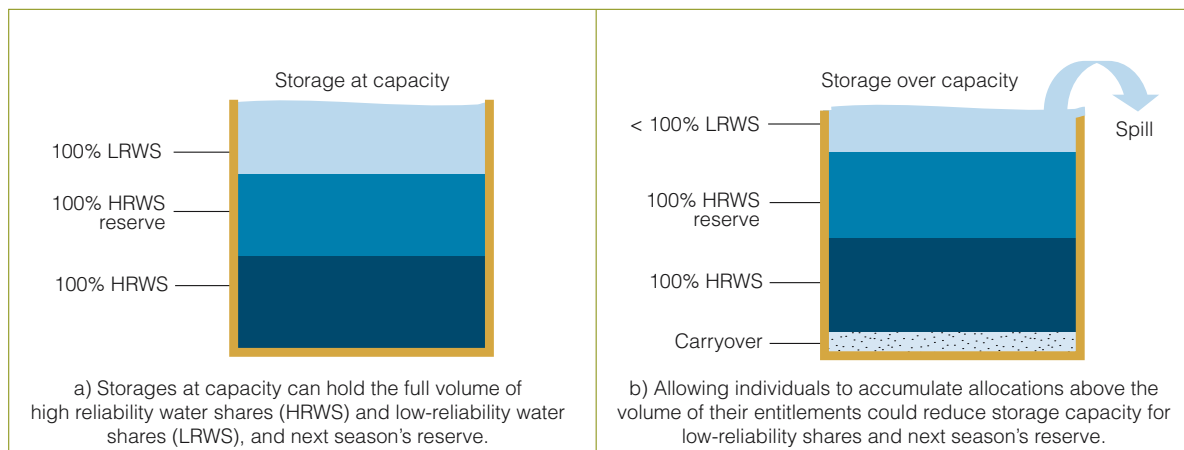 Storage at capacity
100% LRWS
100% HRWS
reserve
100% HRWS
a) Storages at capacity can hold the full volume of
high reliability water shares (HRWS) and low-reliability water
shares (LRWS), and next season’s reserve.
Storage over capacity
Spill
< 100% LRWS
100% HRWS
reserve
100% HRWS
Carryover
b) Allowing individuals to accumulate allocations above the
volume of their entitlements could reduce storage capacity for
low-reliability shares and next season’s reserve.